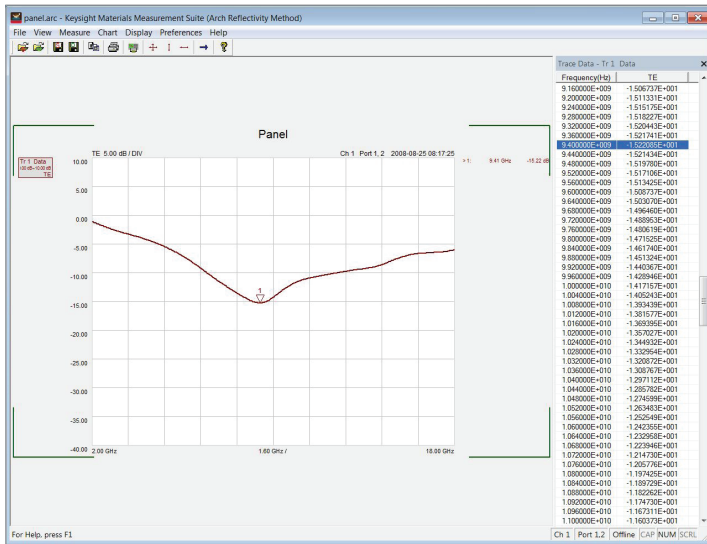 panel.arc - Keysight Materials Measurement Suite (Arch Reflectivity Method)
File View Measure Chart Display Preferences Help
Trace Data - Tr 1 Data
Frequency(Hz) TE
9.160000E+009 -1.506737E+001
9.200000E+009 -1.511331E+001
9.240000E+009 -1.515175E+001
9.280000E+009 -1.518227E+001
9.320000E+009 -1.520443E+001
9.360000E+009 -1.521741E+001
9.400000E+009 -1.522085E+001
9.440000E+009 -1.521434E+001
9.480000E+009 -1.519780E+001
9.520000E+009 -1.517106E+001
9.560000E+009 -1.513425E+001
9.600000E+009 -1.508737E+001
9.640000E+009 -1.503070E+001
9.680000E+009 -1.496460E+001
9.720000E+009 -1.488953E+001
9.760000E+009 -1.480619E+001
9.800000E+009 -1.471525E+001
9.840000E+009 -1.461740E+001
9.880000E+009 -1.451324E+001
9.920000E+009 -1.440367E+001
9.960000E+009 -1.428946E+001
1.000000E+010 -1.417157E+001
1.004000E+010 -1.405243E+001
1.008000E+010 -1.393439E+001
1.012000E+010 -1.381577E+001
1.016000E+010 -1.369395E+001
1.020000E+010 -1.357027E+001
1.024000E+010 -1.344932E+001
1.028000E+010 -1.332954E+001
1.032000E+010 -1.320872E+001
1.036000E+010 -1.308767E+001
1.040000E+010 -1.297112E+001
1.044000E+010 -1.285782E+001
1.048000E+010 -1.274599E+001
1.052000E+010 -1.263483E+001
1.056000E+010 -1.252549E+001
1.060000E+010 -1.242355E+001
1.064000E+010 -1.232958E+001
1.068000E+010 -1.223946E+001
1.072000E+010 -1.214730E+001
1.076000E+010 -1.205776E+001
1.080000E+010 -1.197425E+001
1.084000E+010 -1.189729E+001
1.088000E+010 -1.182262E+001
1.092000E+010 -1.174730E+001
1.096000E+010 -1.167311E+001
1.100000E+010 -1.160373E+001
Panel
TE 5.00 dB / DIV Ch 1 Port 1, 2 2008-08-25 08:17:25
Tr 1 Data
TE
> 1: 9.41 GHz -15.22 dB
10.00
5.00
0.00
-5.00
-10.00
1
-15.00
-20.00
-25.00
-30.00
-35.00
-40.00
2.00 GHz 1.60 GHz / 18.00 GHz
For Help, press F1
Ch 1 Port 1.2 Offline CAP NUM SCRL